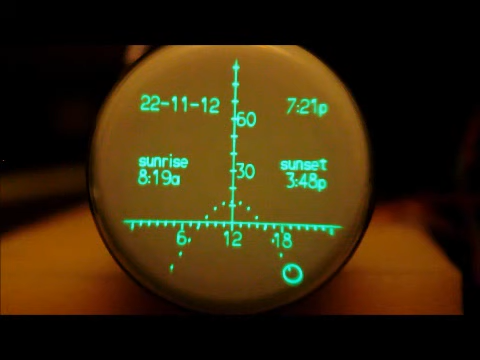 22-11-12 7:21p
60
sunrise sunset
8:19a 3:48p
30
6 12 18